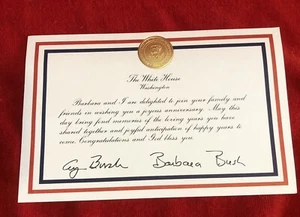 The White House
Washington
Barbara and I are delighted to join your family and
friends in wishing you a joyous anniversary. May this
day bring fond memories of the loving years you have
shared together and joyful anticipation of happy years to
come. Congratulations and God bless you.
Bush Barbara Bush